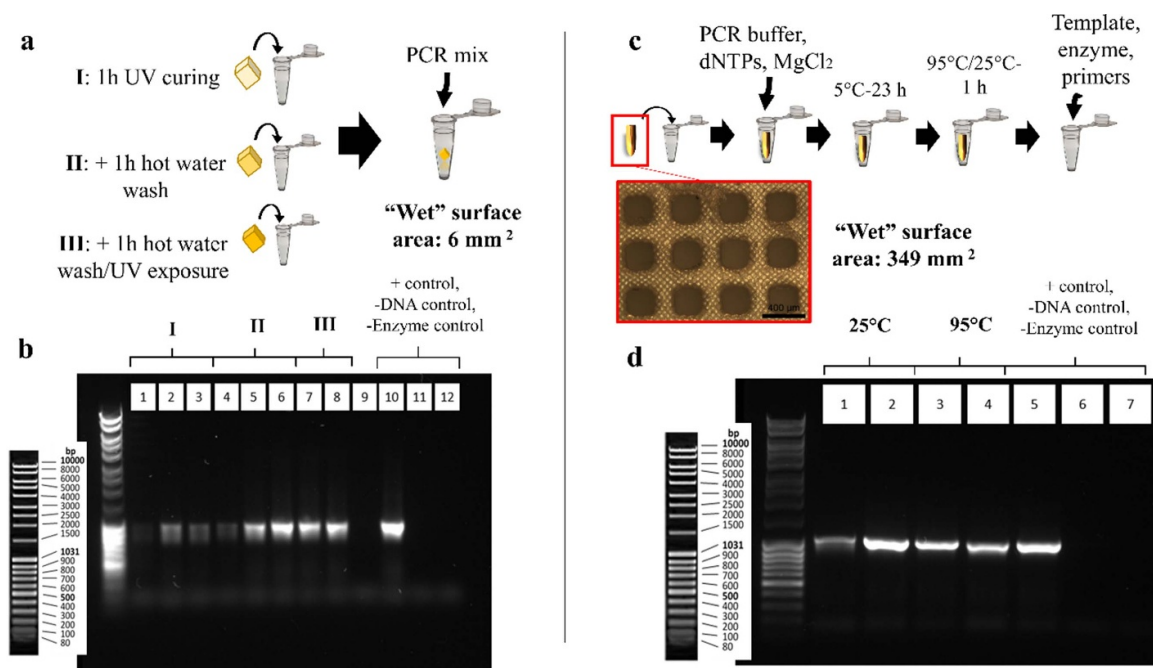 a
I: 1h UV curing
II: + 1h hot water
wash
III: + 1h hot water
wash/UV exposure
PCR mix
“Wet” surface
area: 6 mm²
+ control,
-DNA control,
-Enzyme control
b
I
II
III
1 2 3 4 5 6 7 8 9 10 11 12
bp
10000
8000
6000
5000
4000
3000
2500
2000
1500
1031
900
800
700
600
500
400
300
200
100
80
c
PCR buffer,
dNTPs, MgCl₂
5°C-23 h
95°C/25°C-
1 h
Template,
enzyme,
primers
400 µm
“Wet” surface
area: 349 mm²
+ control,
-DNA control,
-Enzyme control
d
25°C
95°C
1 2 3 4 5 6 7
bp
10000
8000
6000
5000
4000
3000
2500
2000
1500
1031
900
800
700
600
500
400
300
200
100
80